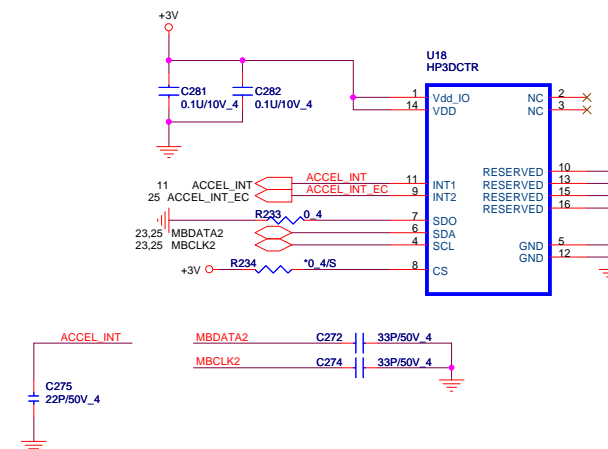 +3V
U18
HP3DCTR
C281
0.1U/10V_4
C282
0.1U/10V_4
1 Vdd_IO NC 2
14 VDD NC 3
RESERVED 10
RESERVED 13
RESERVED 15
RESERVED 16
11 ACCEL_INT ACCEL_INT 11 INT1
25 ACCEL_INT_EC ACCEL_INT_EC 9 INT2
R233 0_4 7 SDO
23,25 MBDATA2 6 SDA
23,25 MBCLK2 4 SCL
GND 5
GND 12
+3V R234 *0_4/S 8 CS
ACCEL_INT
C275
22P/50V_4
MBDATA2 C272 33P/50V_4
MBCLK2 C274 33P/50V_4